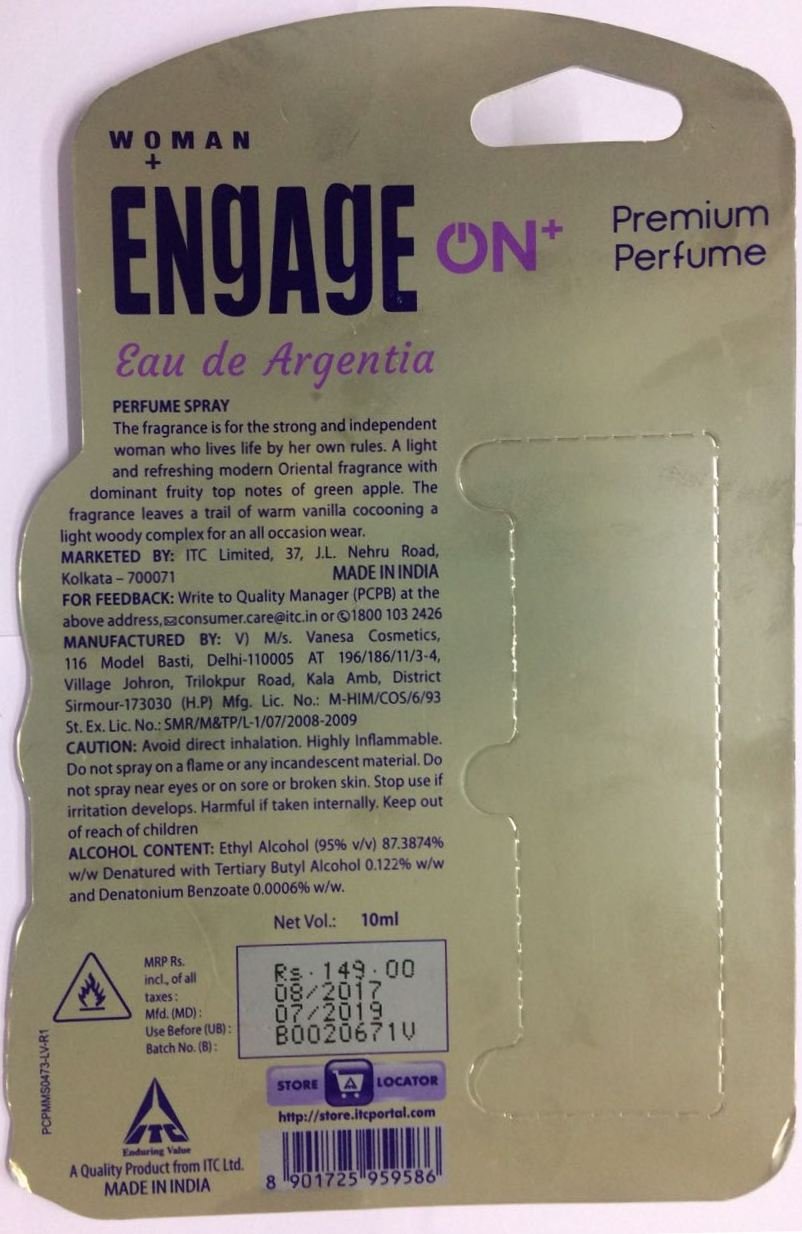 WOMAN
ENGAGE ON+
Premium
Perfume
Eau de Argentia
PERFUME SPRAY
The fragrance is for the strong and independent
woman who lives life by her own rules. A light
and refreshing modern Oriental fragrance with
dominant fruity top notes of green apple. The
fragrance leaves a trail of warm vanilla cocooning a
light woody complex for an all occasion wear.
MARKETED BY: ITC Limited, 37, J.L. Nehru Road,
Kolkata – 700071 MADE IN INDIA
FOR FEEDBACK: Write to Quality Manager (PCPB) at the
above address, consumer.care@itc.in or 1800 103 2426
MANUFACTURED BY: V) M/s. Vanesa Cosmetics,
116 Model Basti, Delhi-110005 AT 196/186/11/3-4,
Village Johron, Trilokpur Road, Kala Amb, District
Sirmour-173030 (H.P) Mfg. Lic. No.: M-HIM/COS/6/93
St. Ex. Lic. No.: SMR/M&TP/L-1/07/2008-2009
CAUTION: Avoid direct inhalation. Highly Inflammable.
Do not spray on a flame or any incandescent material. Do
not spray near eyes or on sore or broken skin. Stop use if
irritation develops. Harmful if taken internally. Keep out
of reach of children
ALCOHOL CONTENT: Ethyl Alcohol (95% v/v) 87.3874%
w/w Denatured with Tertiary Butyl Alcohol 0.122% w/w
and Denatonium Benzoate 0.0006% w/w.
Net Vol.: 10ml
MRP Rs.
incl., of all
taxes :
Mfd. (MD) :
Use Before (UB) :
Batch No. (B) :
Rs. 149.00
08/2017
07/2019
B0020671V
PCPMMS0473-LV-R1
STORE LOCATOR
http://store.itcportal.com
ITC
Enduring Value
A Quality Product from ITC Ltd.
MADE IN INDIA
8 901725 959586